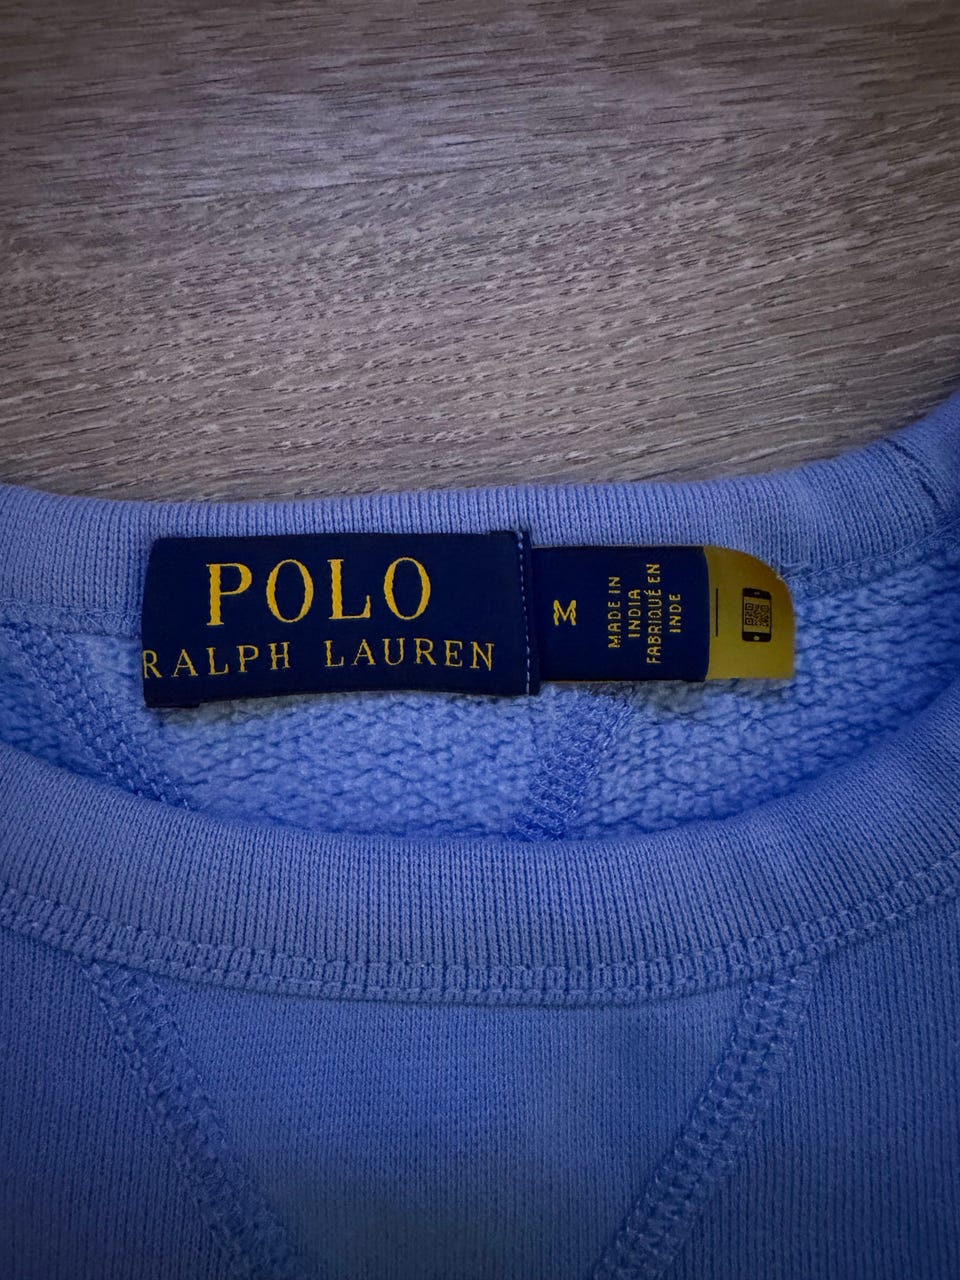 POLO
RALPH LAUREN
M
MADE IN
INDIA
FABRIQUÉ EN
INDE